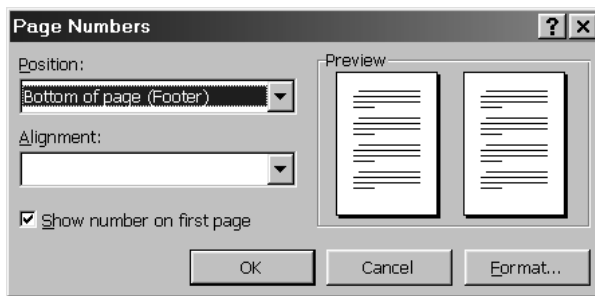 Page Numbers
Position:
Bottom of page (Footer)
Alignment:
Show number on first page
Preview
OK
Cancel
Format...